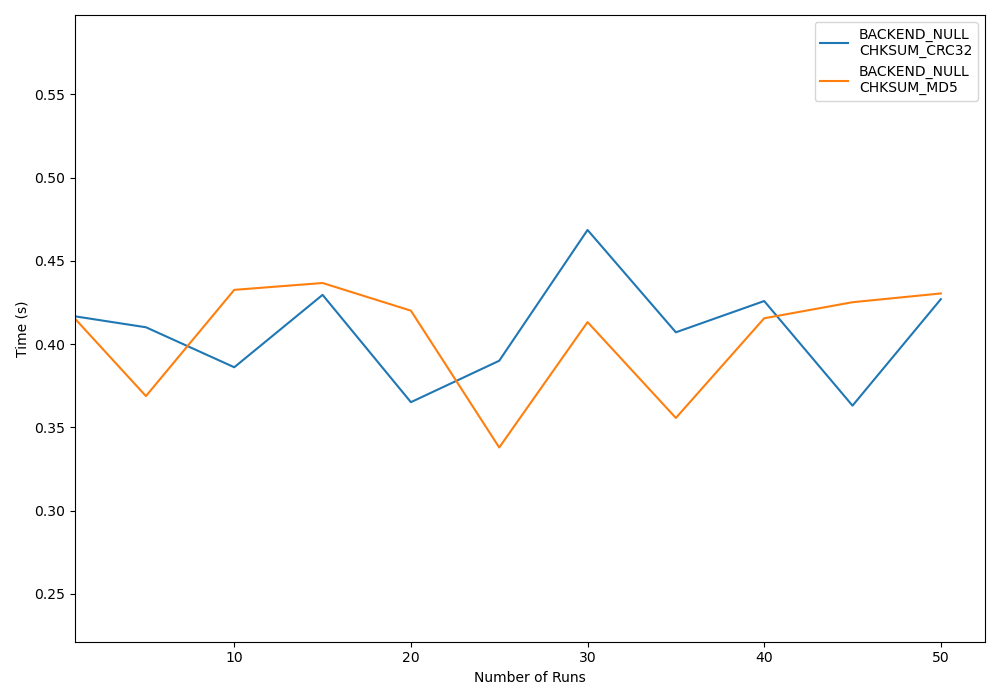 BACKEND_NULL
CHKSUM_CRC32
BACKEND_NULL
CHKSUM_MD5
0.55
0.50
0.45
0.40
0.35
0.30
0.25
Time (s)
10 20 30 40 50
Number of Runs